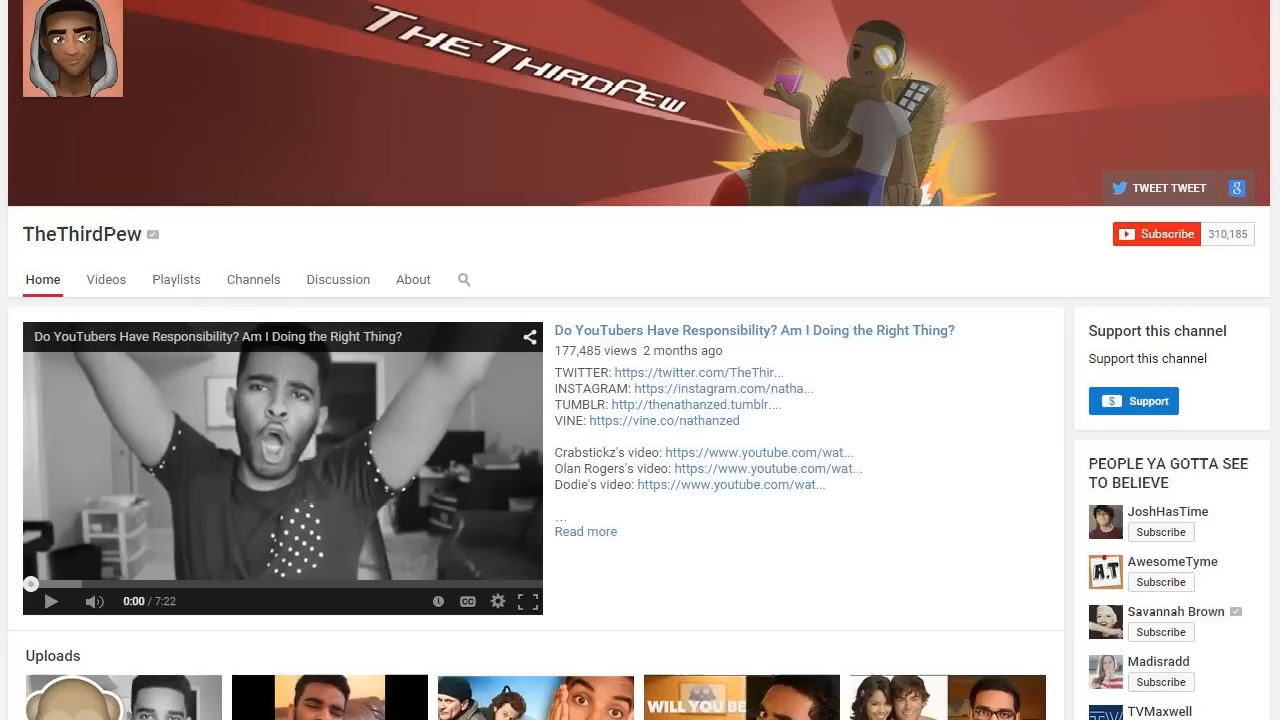 THETHIRDPEW
TWEET TWEET
TheThirdPew
Subscribe 310,185
Home Videos Playlists Channels Discussion About
Do YouTubers Have Responsibility? Am I Doing the Right Thing?
0:00 / 7:22
CC
Do YouTubers Have Responsibility? Am I Doing the Right Thing?
177,485 views 2 months ago
TWITTER: https://twitter.com/TheThir...
INSTAGRAM: https://instagram.com/natha...
TUMBLR: http://thenathanzed.tumblr....
VINE: https://vine.co/nathanzed
Crabstickz's video: https://www.youtube.com/wat...
Olan Rogers's video: https://www.youtube.com/wat...
Dodie's video: https://www.youtube.com/wat...
...
Read more
Support this channel
Support this channel
$ Support
PEOPLE YA GOTTA SEE
TO BELIEVE
JoshHasTime
Subscribe
A.T
AwesomeTyme
Subscribe
Savannah Brown
Subscribe
Madisradd
Subscribe
TVMaxwell
Uploads
WILL YOU BE